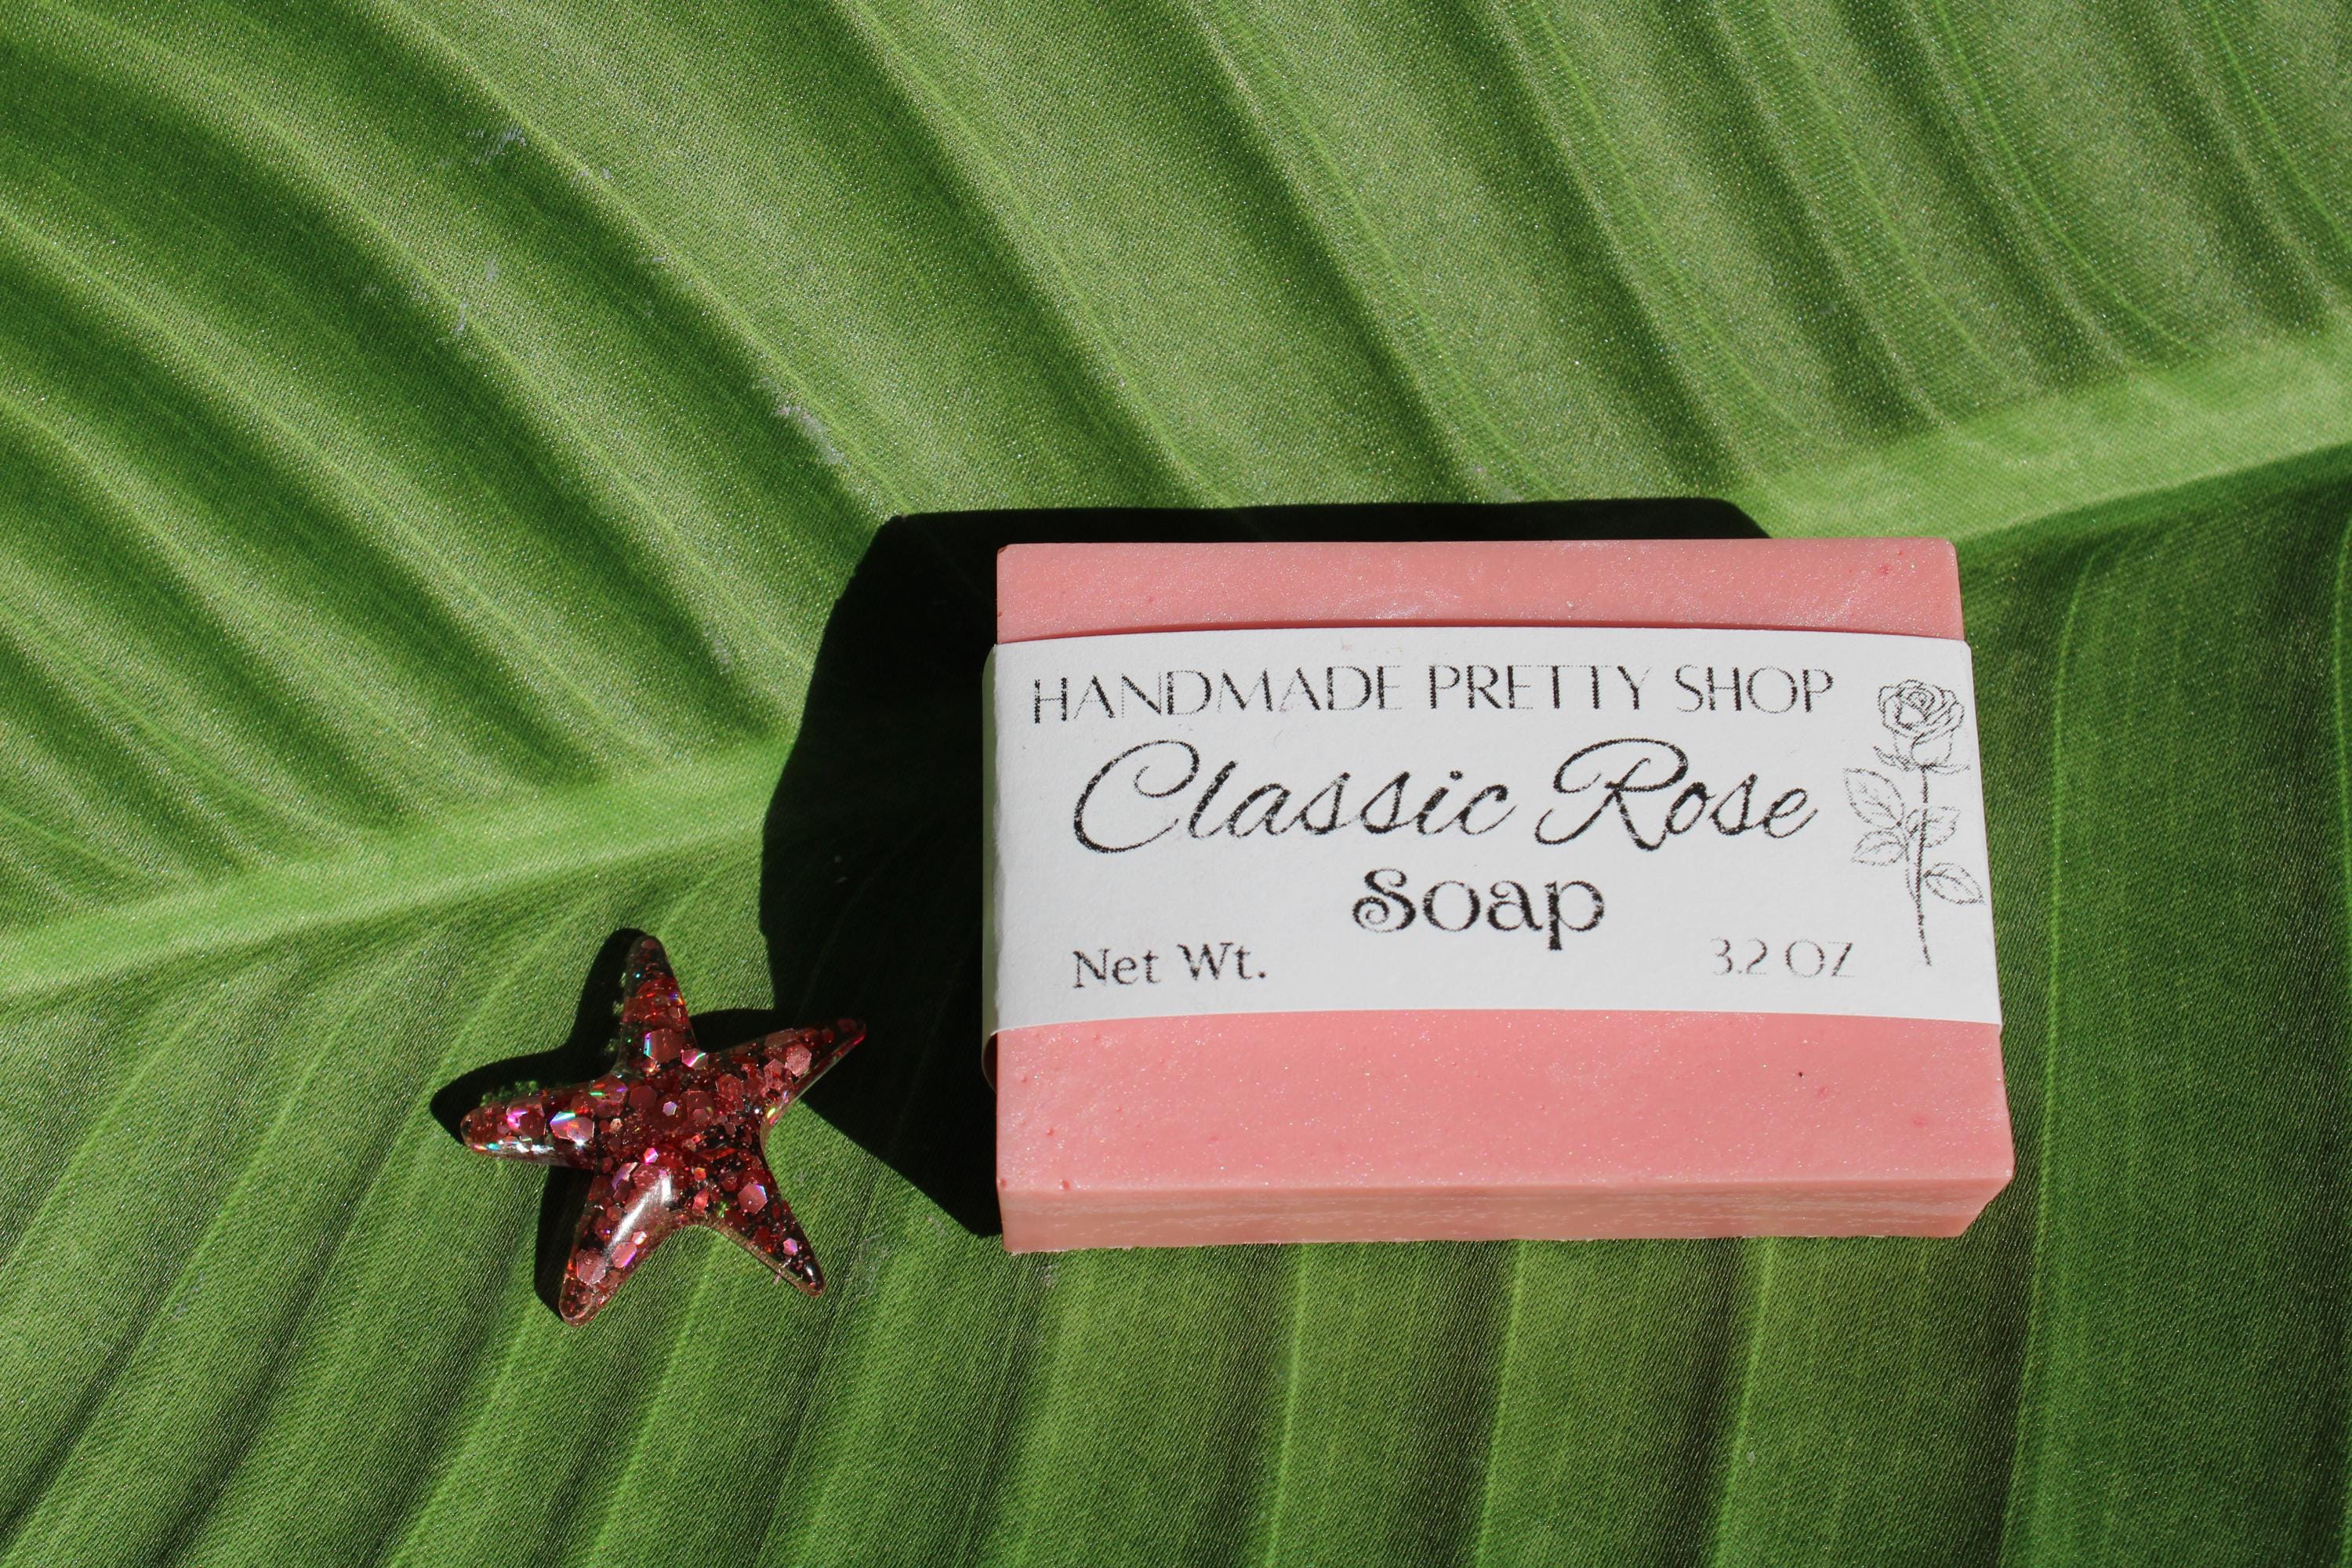 HANDMADE PRETTY SHOP
Classic Rose
Soap
Net Wt. 3.2 OZ